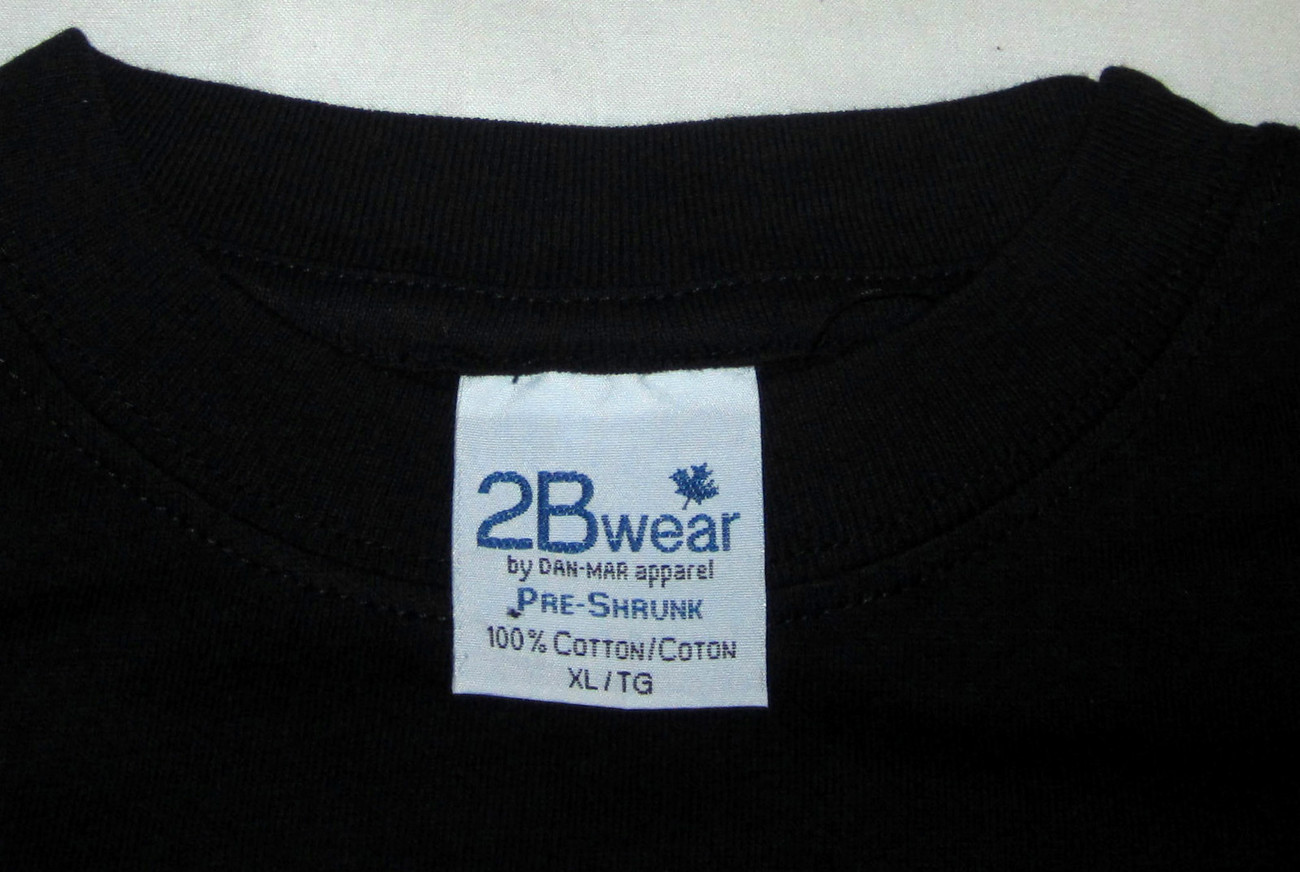 2Bwear
by DAN-MAR apparel
PRE-SHRUNK
100% COTTON/COTON
XL/TG